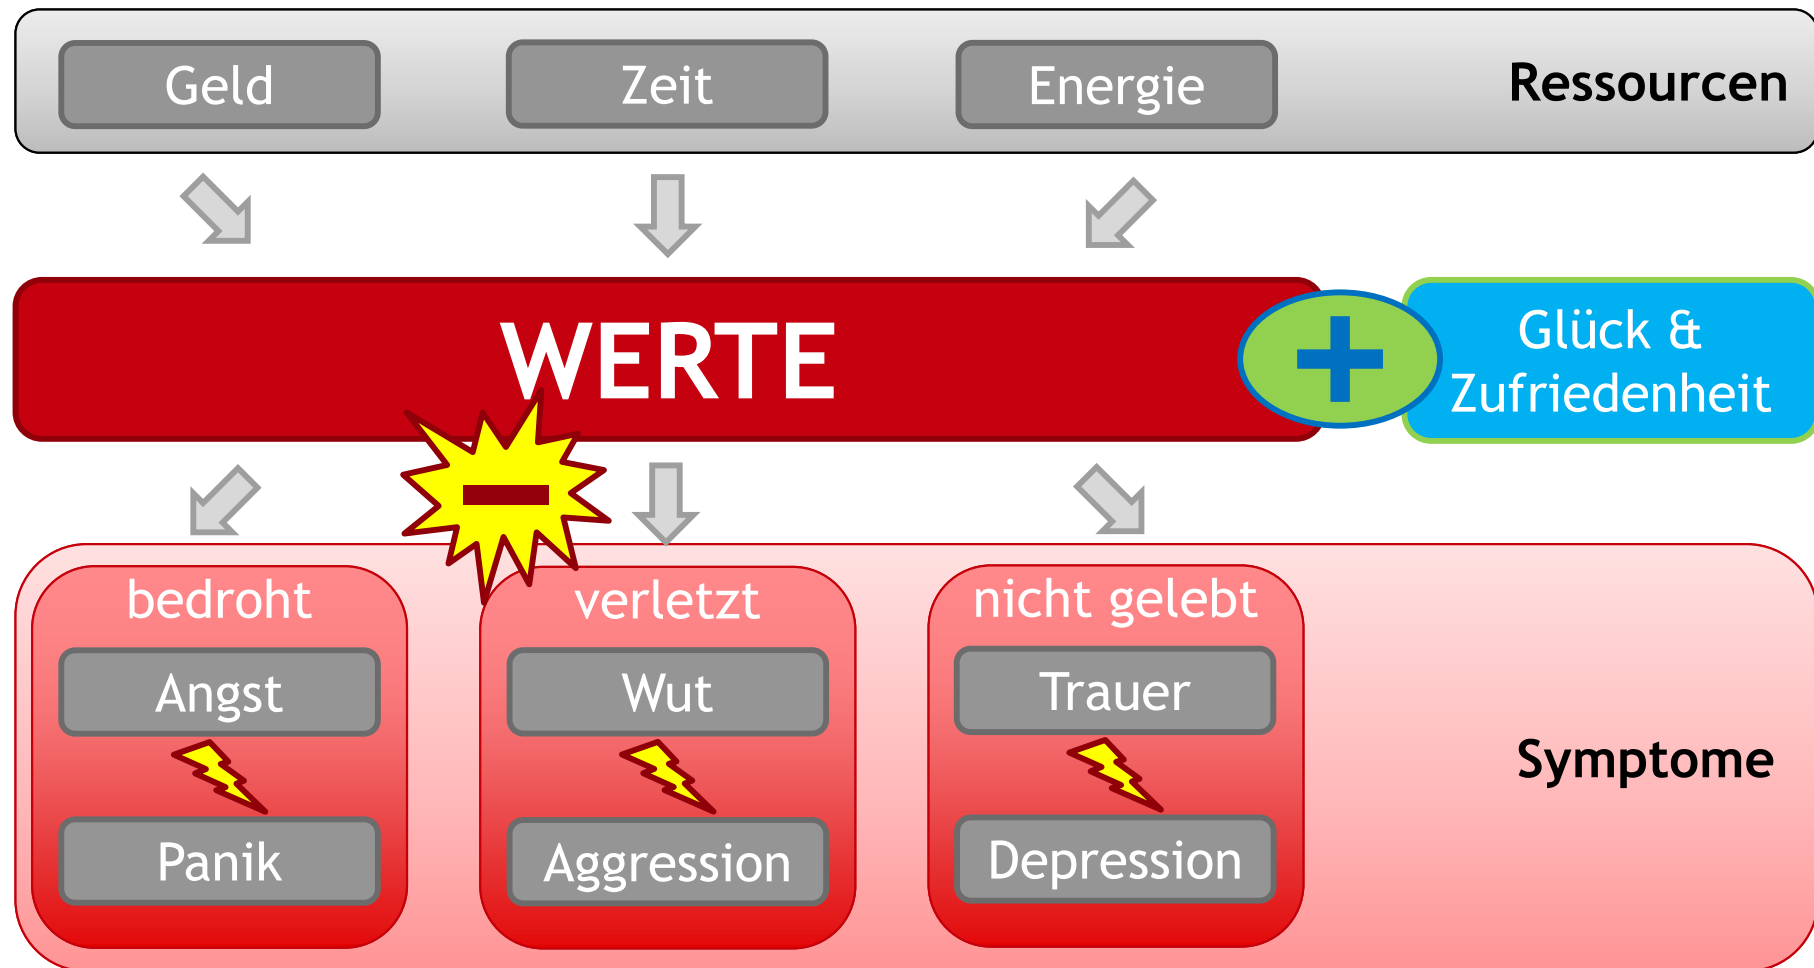 Geld
Zeit
Energie
Ressourcen
WERTE
Glück &
Zufriedenheit
bedroht
verletzt
nicht gelebt
Angst
Wut
Trauer
Symptome
Panik
Aggression
Depression